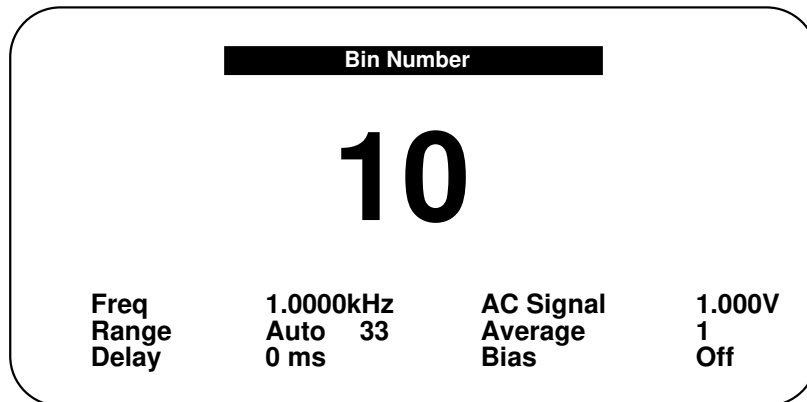 Bin Number
10
Freq 1.0000kHz AC Signal 1.000V
Range Auto 33 Average 1
Delay 0 ms Bias Off